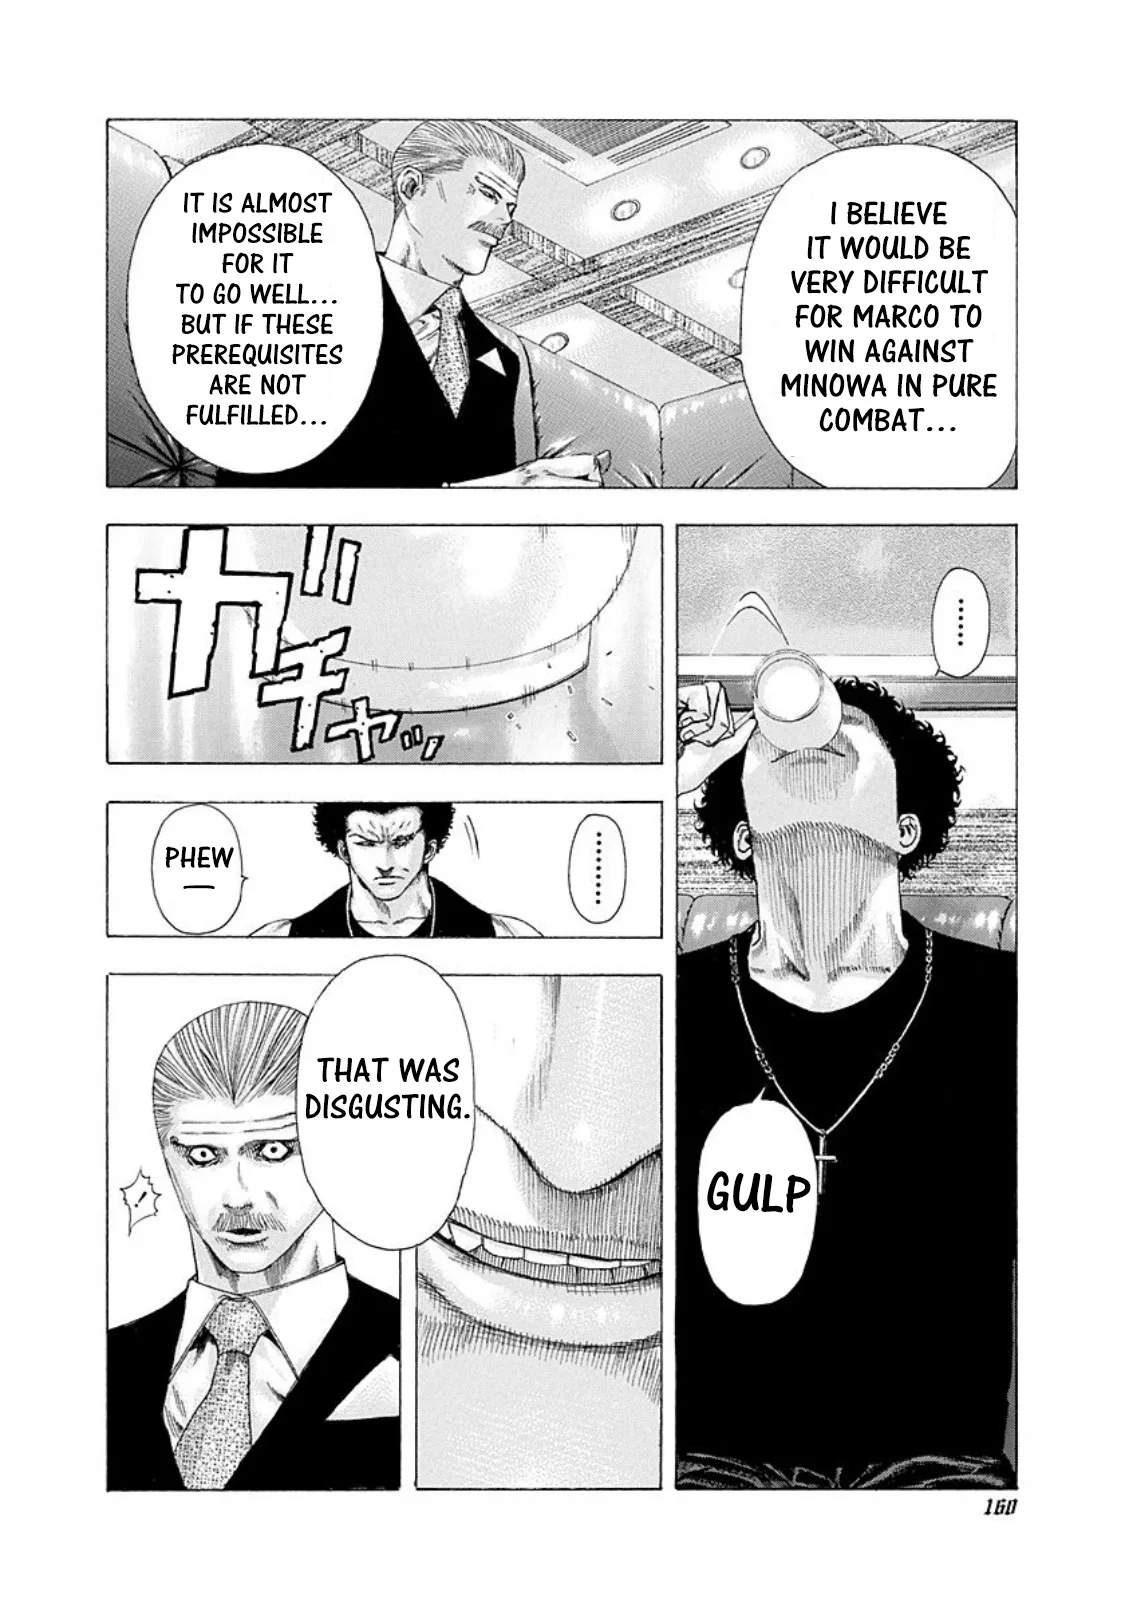 I BELIEVE
IT WOULD BE
VERY DIFFICULT
FOR MARCO TO
WIN AGAINST
MINOWA IN PURE
COMBAT...
IT IS ALMOST
IMPOSSIBLE
FOR IT
TO GO WELL...
BUT IF THESE
PREREQUISITES
ARE NOT
FULFILLED...
........
GULP
ガチャッ
.........
PHEW
—
THAT WAS
DISGUSTING.
!
160